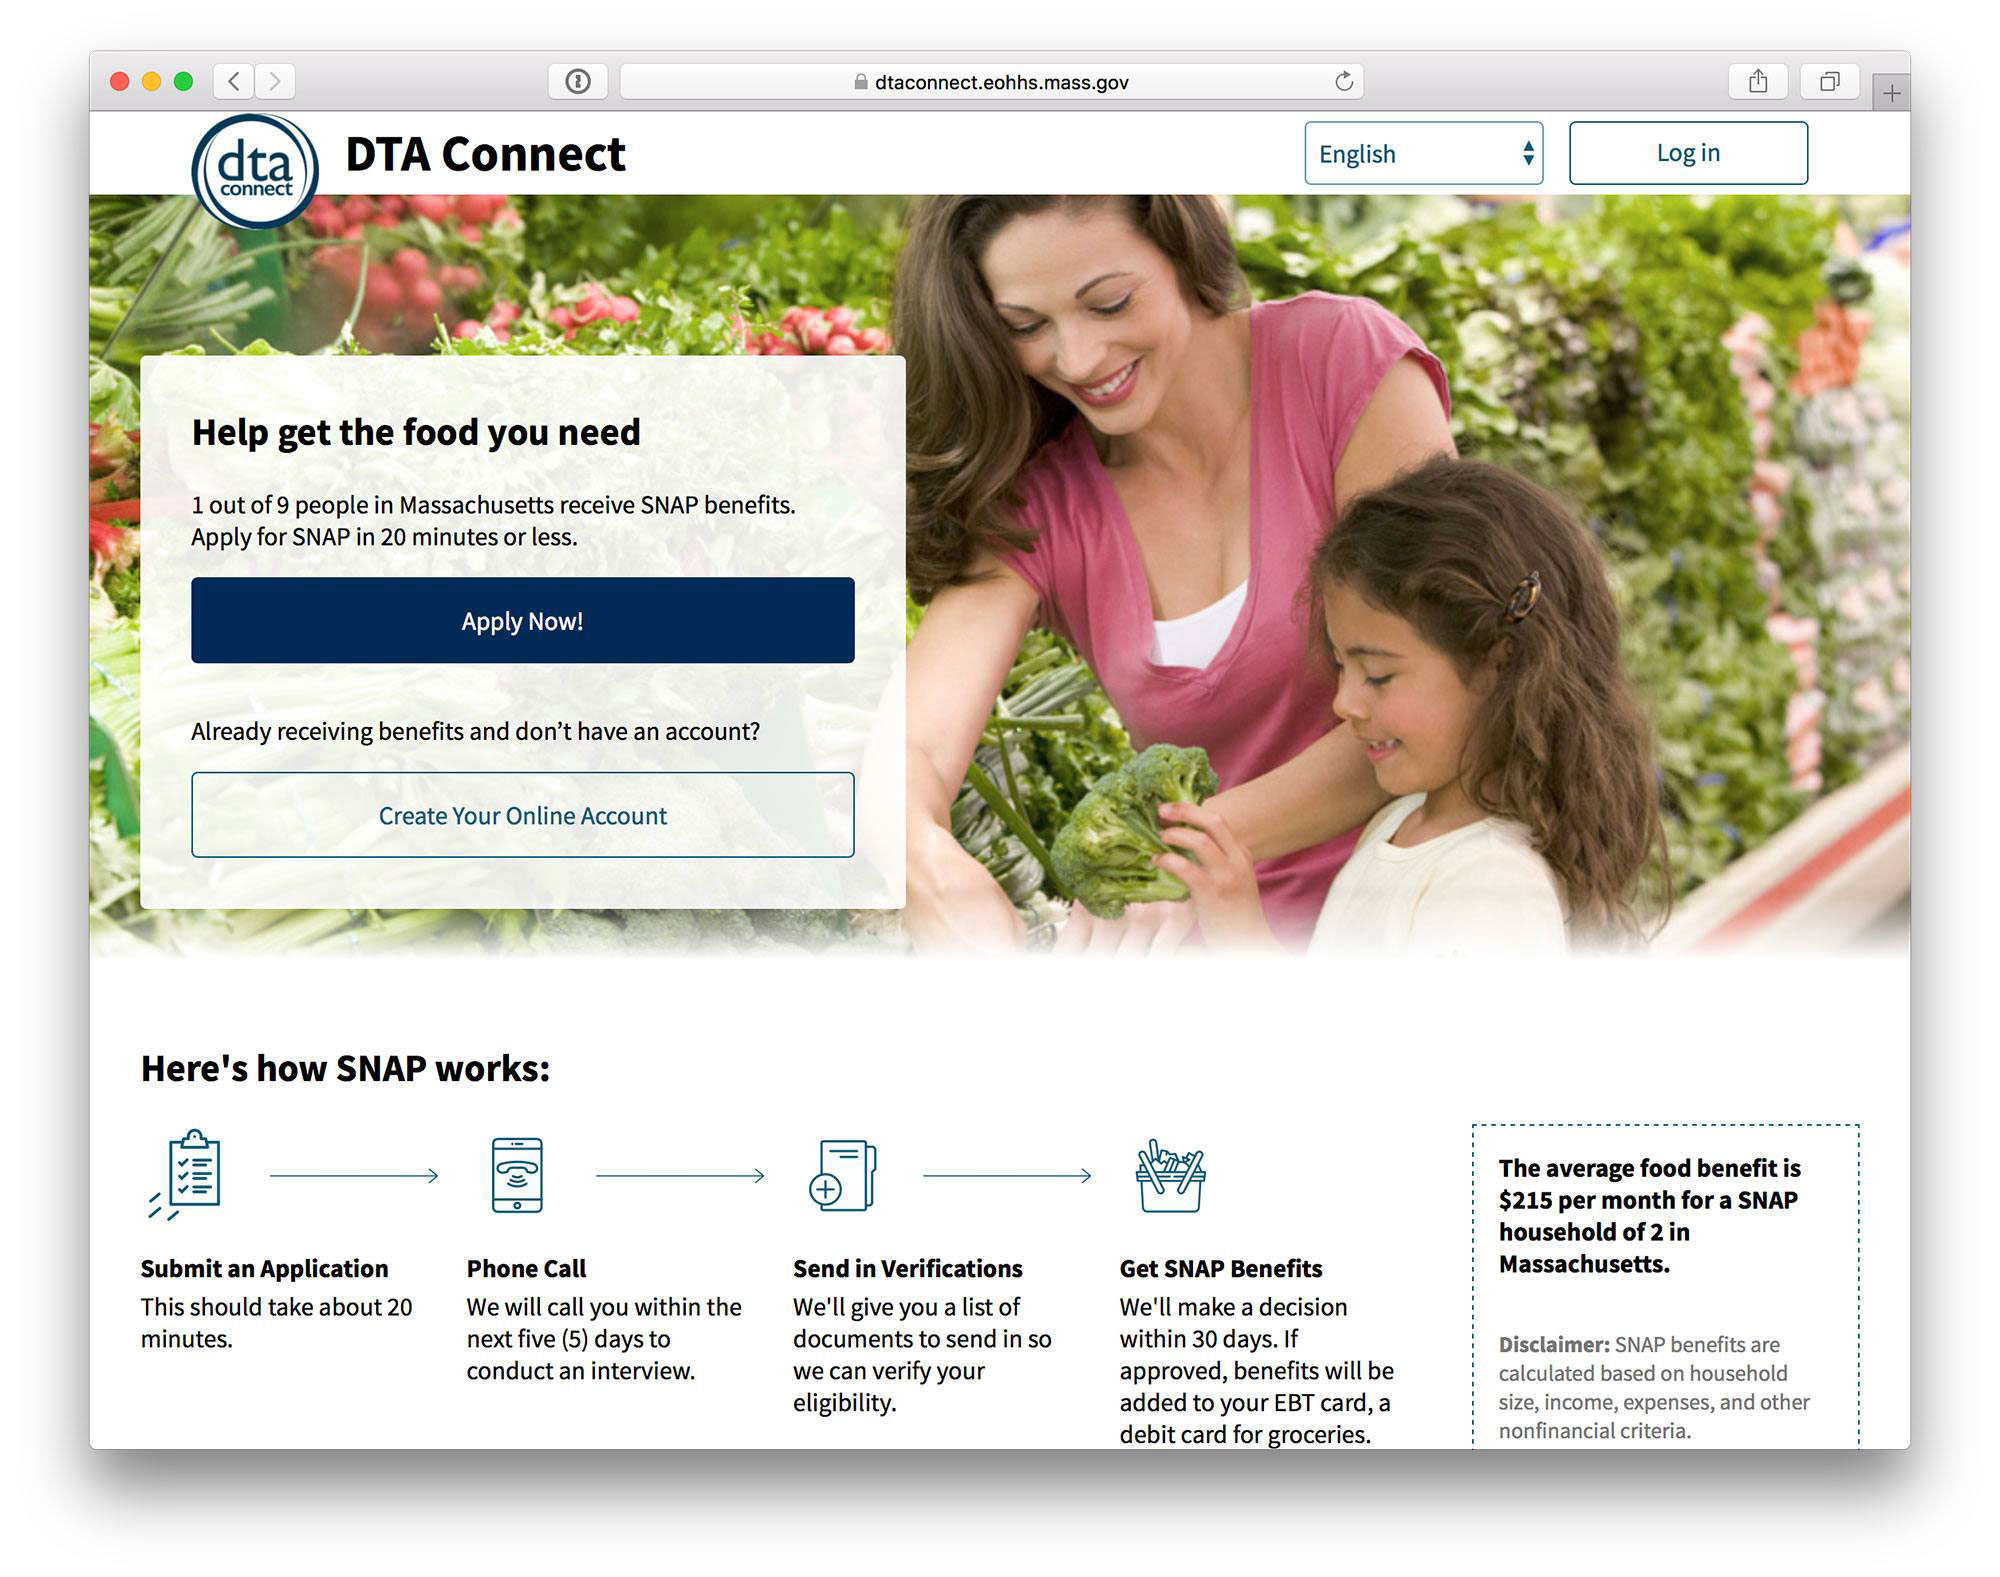 dtaconnect.eohhs.mass.gov
dta
connect
DTA Connect
English
Log in
Help get the food you need
1 out of 9 people in Massachusetts receive SNAP benefits.
Apply for SNAP in 20 minutes or less.
Apply Now!
Already receiving benefits and don’t have an account?
Create Your Online Account
Here's how SNAP works:
Submit an Application
This should take about 20
minutes.
Phone Call
We will call you within the
next five (5) days to
conduct an interview.
Send in Verifications
We'll give you a list of
documents to send in so
we can verify your
eligibility.
Get SNAP Benefits
We'll make a decision
within 30 days. If
approved, benefits will be
added to your EBT card, a
debit card for groceries.
The average food benefit is
$215 per month for a SNAP
household of 2 in
Massachusetts.
Disclaimer: SNAP benefits are
calculated based on household
size, income, expenses, and other
nonfinancial criteria.